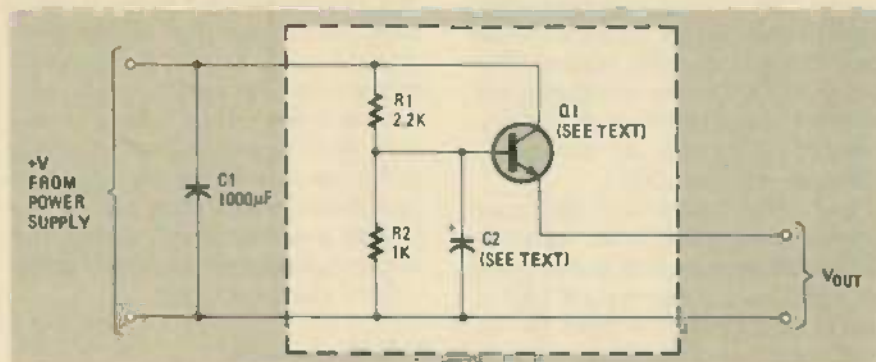 +V
FROM
POWER
SUPPLY
C1
1000µF
R1
2.2K
R2
1K
+
C2
(SEE TEXT)
Q1
(SEE TEXT)
VOUT